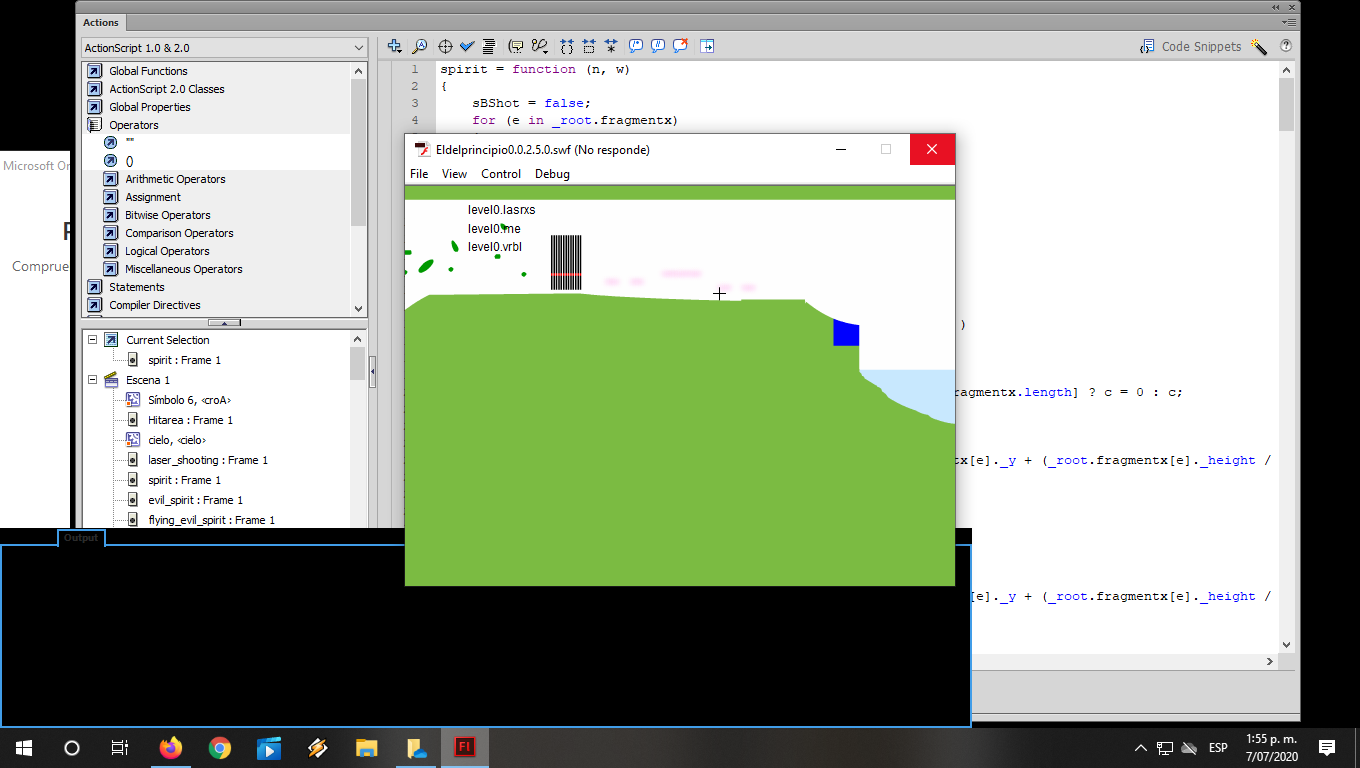 Actions
ActionScript 1.0 & 2.0
Code Snippets
Global Functions
ActionScript 2.0 Classes
Global Properties
Operators
""
()
Arithmetic Operators
Assignment
Bitwise Operators
Comparison Operators
Logical Operators
Miscellaneous Operators
Statements
Compiler Directives
Current Selection
spirit : Frame 1
Escena 1
Símbolo 6, <croA>
Hitarea : Frame 1
cielo, <cielo>
laser_shooting : Frame 1
spirit : Frame 1
evil_spirit : Frame 1
flying_evil_spirit : Frame 1
1 spirit = function (n, w)
2 {
3 sBShot = false;
4 for (e in _root.fragmentx)
)
agmentx.length] ? c = 0 : c;
tx[e]._y + (_root.fragmentx[e]._height /
[e]._y + (_root.fragmentx[e]._height /
Eldelprincipio0.0.2.5.0.swf (No responde)
File View Control Debug
level0.lasrxs
level0.me
level0.vrbl
Microsoft On
Comprue
Output
Fl
ESP
1:55 p. m.
7/07/2020